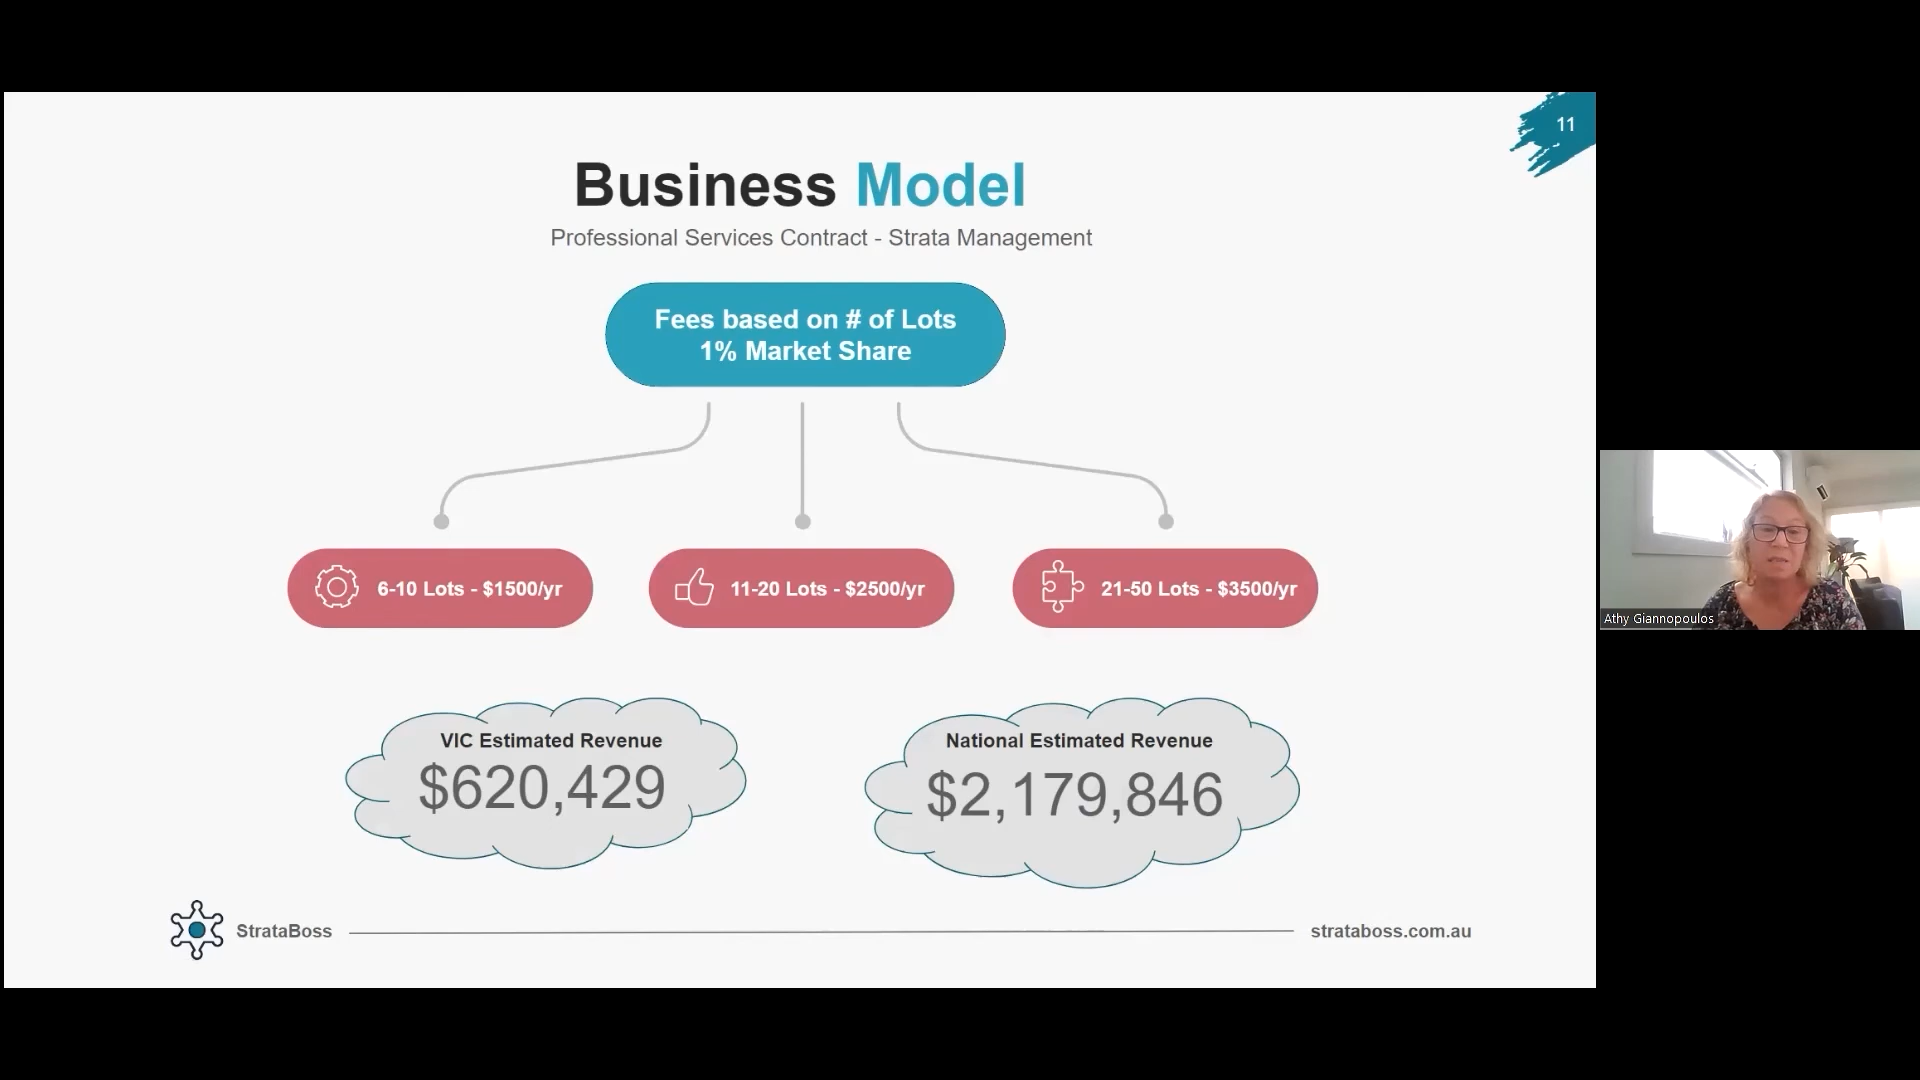 11
Business Model
Professional Services Contract - Strata Management
Fees based on # of Lots
1% Market Share
6-10 Lots - $1500/yr
11-20 Lots - $2500/yr
21-50 Lots - $3500/yr
VIC Estimated Revenue
$620,429
National Estimated Revenue
$2,179,846
StrataBoss
strataboss.com.au
Athy Giannopoulos